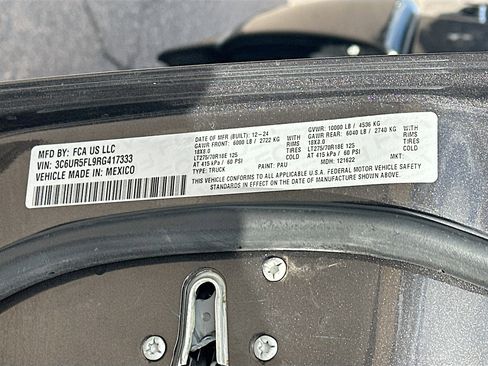 MFD BY: FCA US LLC
VIN: 3C6UR5FL9RG417333
VEHICLE MADE IN: MEXICO
DATE OF MFR (BUILT): 12-24
GAWR FRONT: 6000 LB / 2722 KG WITH
18X8.0 RIMS
LT275/70R18E 125 TIRES
AT 415 kPa / 60 PSI COLD
TYPE: TRUCK PAINT: PAU
GVWR: 10000 LB / 4536 KG
GAWR REAR: 6040 LB / 2740 KG WITH
18X8.0 RIMS
LT275/70R18E 125 TIRES
AT 415 kPa / 60 PSI COLD
MDH: 121622
THIS VEHICLE CONFORMS TO ALL APPLICABLE U.S.A. FEDERAL MOTOR VEHICLE SAFETY
STANDARDS IN EFFECT ON THE DATE OF MANUFACTURE SHOWN ABOVE.